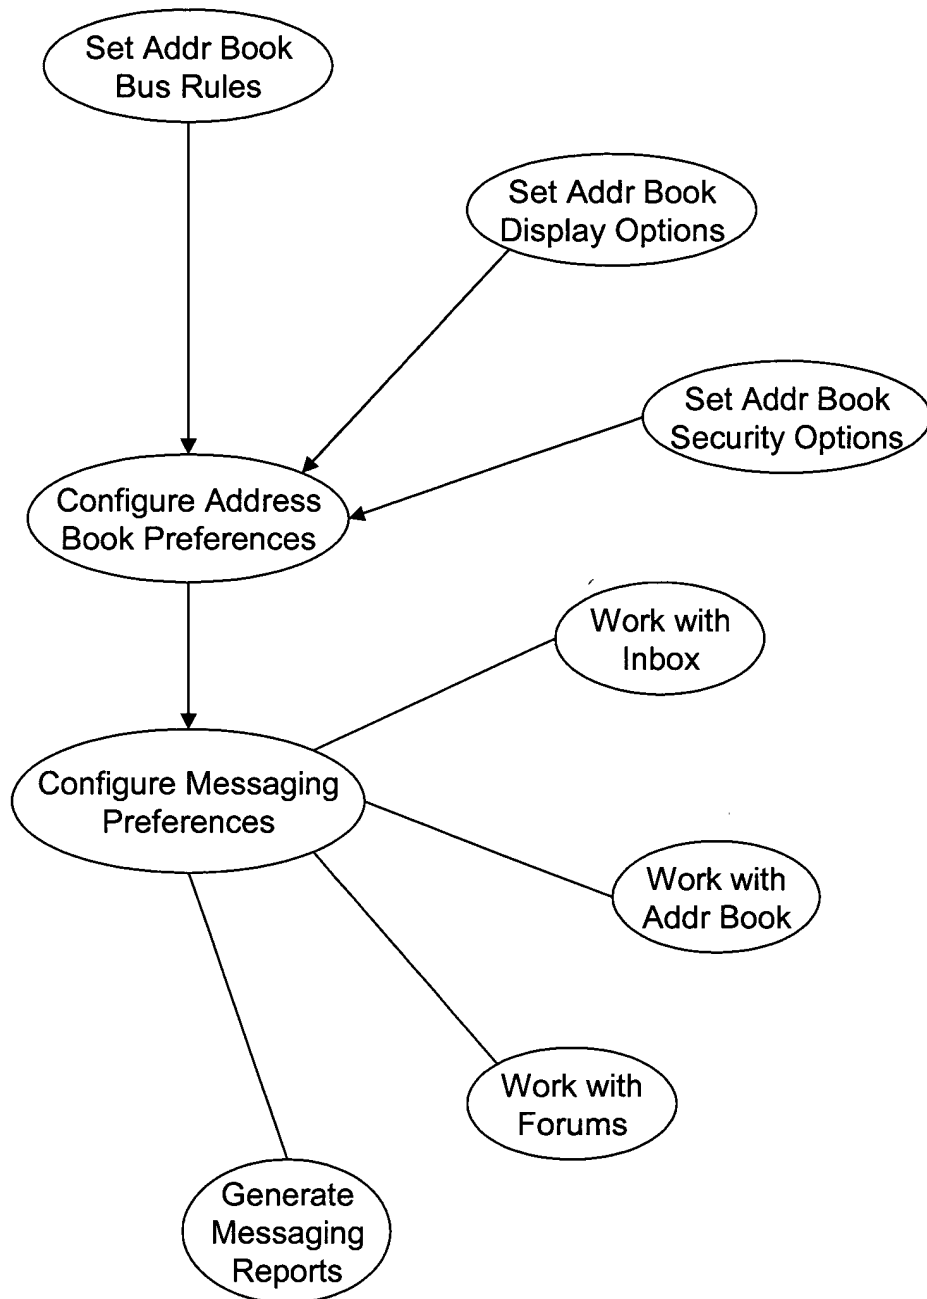 Set Addr Book
Bus Rules
Set Addr Book
Display Options
Set Addr Book
Security Options
Configure Address
Book Preferences
Work with
Inbox
Configure Messaging
Preferences
Work with
Addr Book
Work with
Forums
Generate
Messaging
Reports